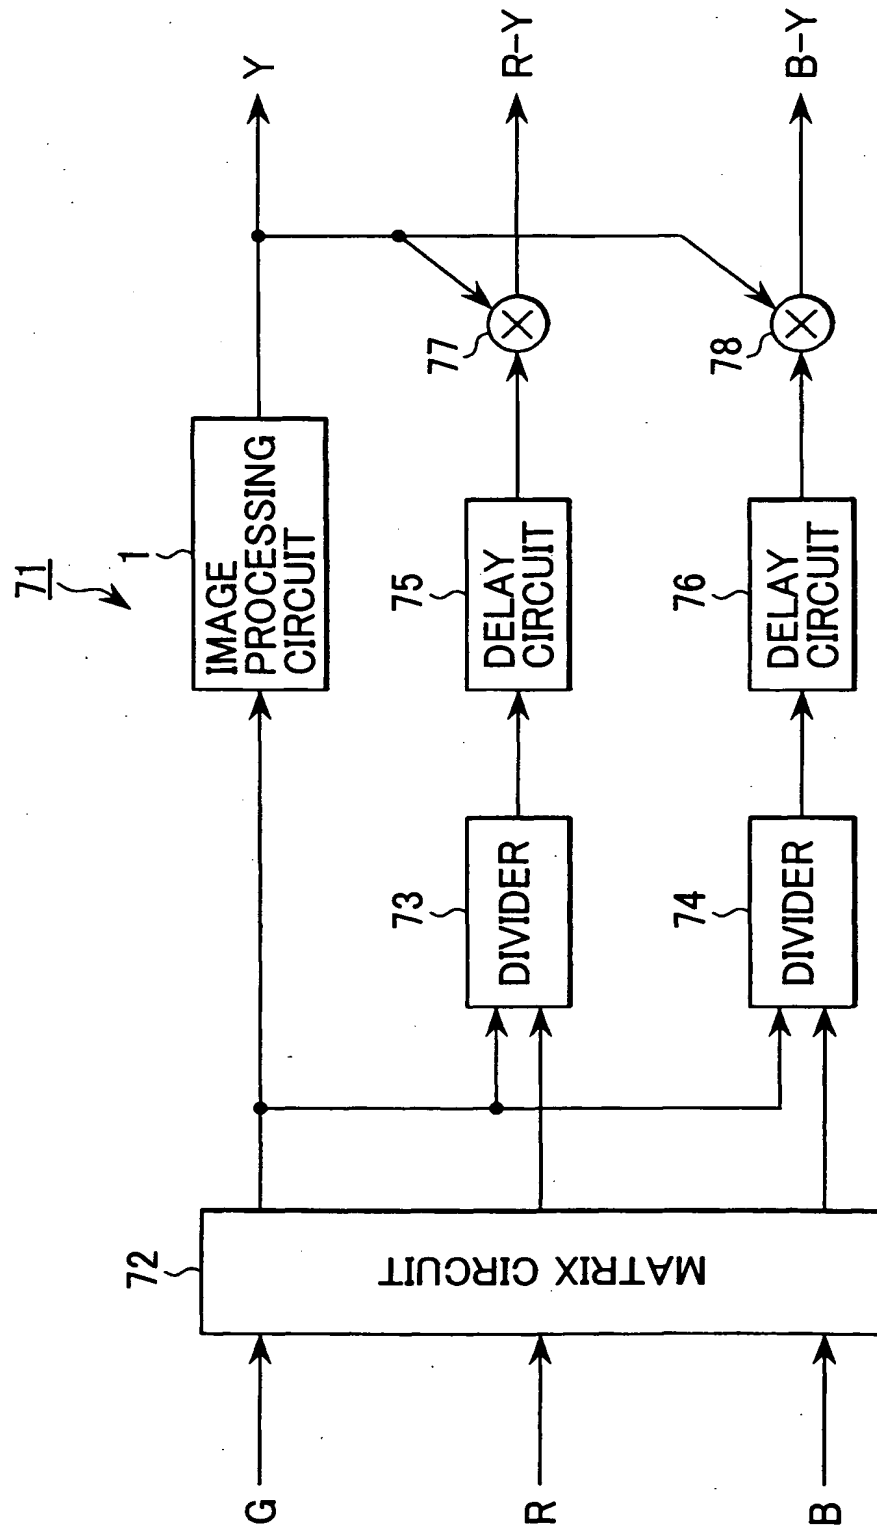 71
G
R
B
72
MATRIX CIRCUIT
73
DIVIDER
74
DIVIDER
1
IMAGE
PROCESSING
CIRCUIT
75
DELAY
CIRCUIT
76
DELAY
CIRCUIT
77
78
Y
R-Y
B-Y